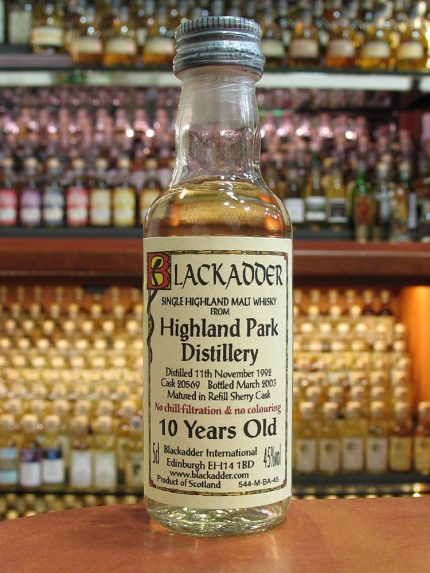 BLACKADDER
SINGLE HIGHLAND MALT WHISKY
FROM
Highland Park
Distillery
Distilled 11th November 1992
Cask 20569 Bottled March 2003
Matured in Refill Sherry Cask
No chill-filtration & no colouring
10 Years Old
5cl Blackadder International 45%vol
Edinburgh EH14 1BD
www.blackadder.com
Product of Scotland 544-M-BA-45